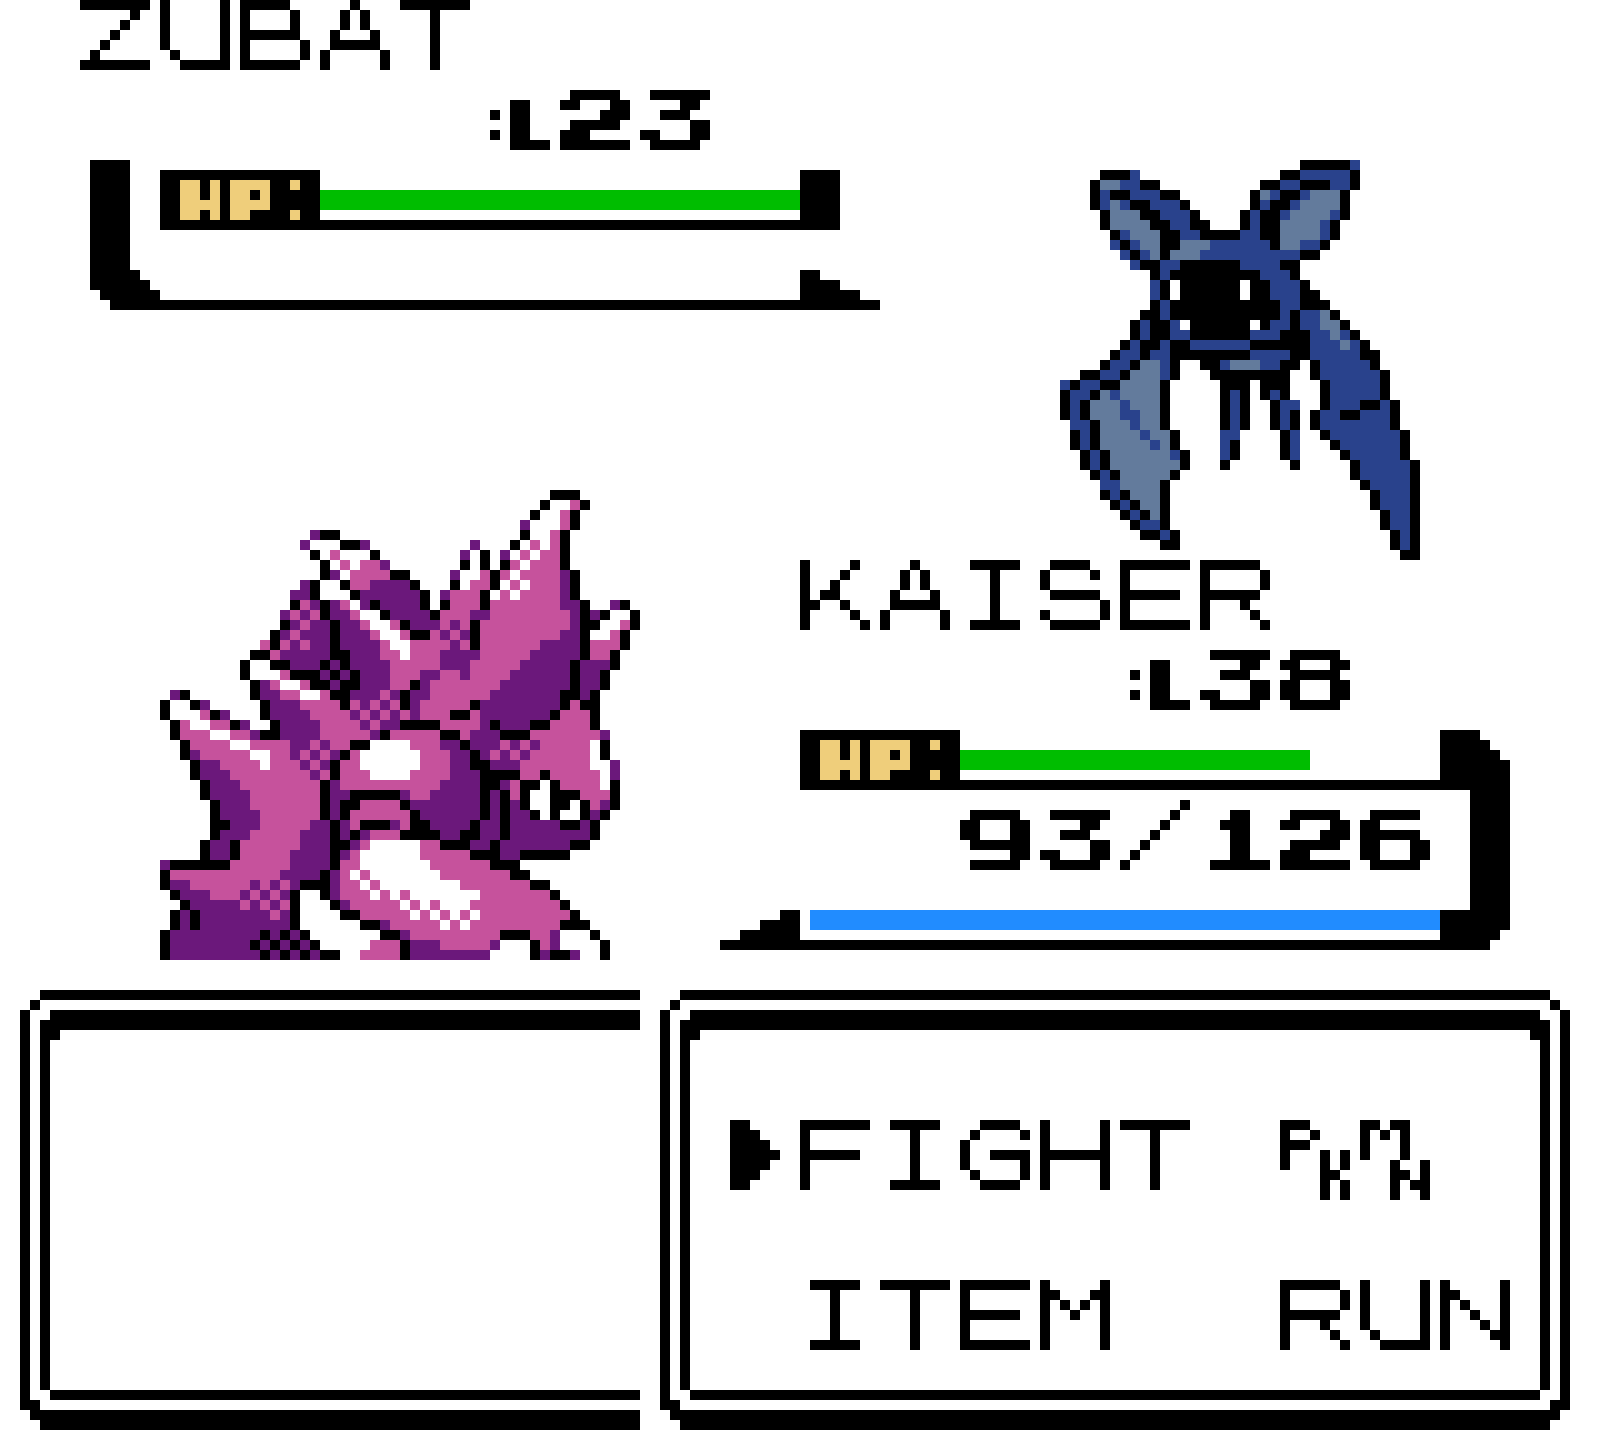 ZUBAT
:L23
HP:
KAISER
:L38
HP:
93/126
▶FIGHT PKMN
ITEM RUN